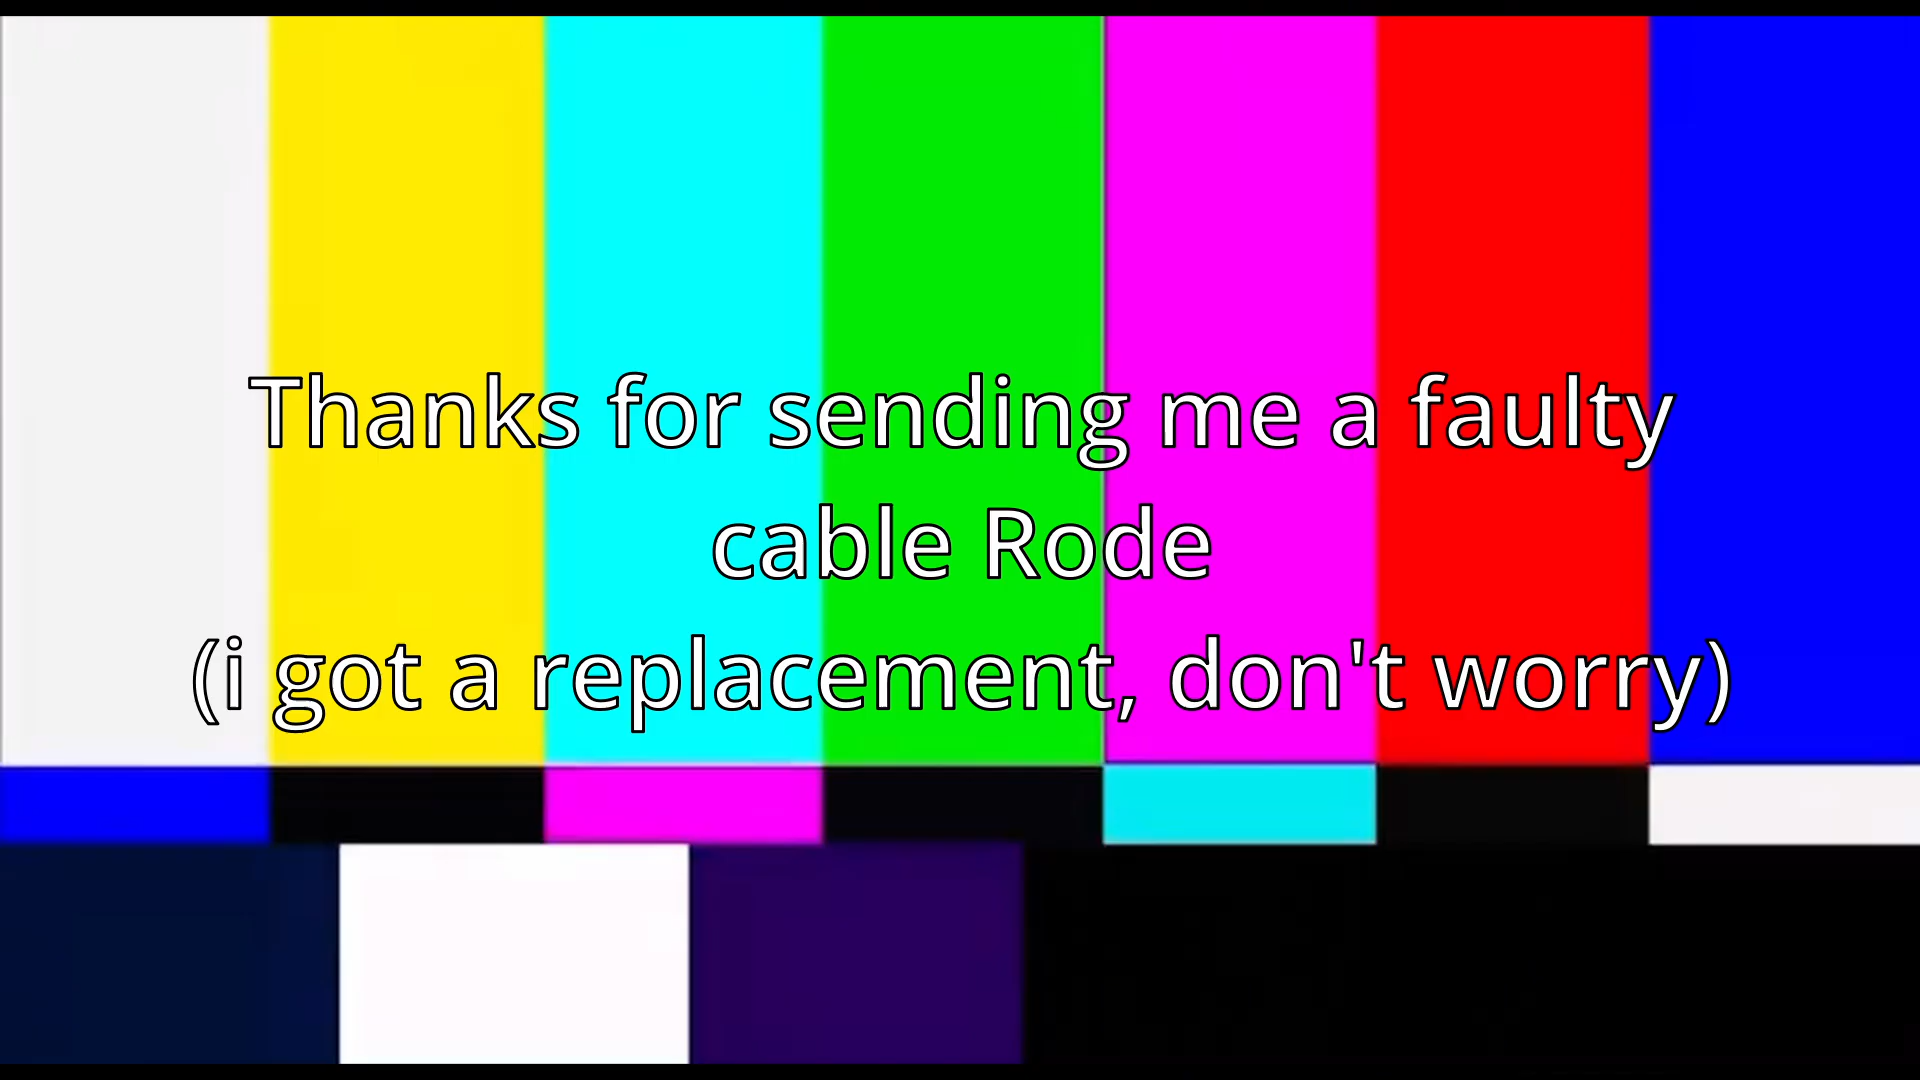 Thanks for sending me a faulty
cable Rode
(i got a replacement, don't worry)